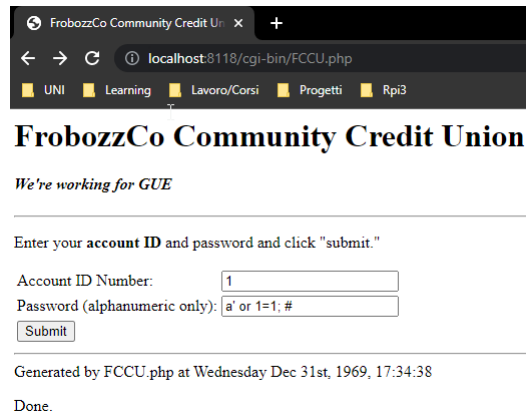 FrobozzCo Community Credit Un
localhost:8118/cgi-bin/FCCU.php
UNI Learning Lavoro/Corsi Progetti Rpi3
FrobozzCo Community Credit Union
We're working for GUE
Enter your account ID and password and click "submit."
Account ID Number: 1
Password (alphanumeric only): a' or 1=1; #
Submit
Generated by FCCU.php at Wednesday Dec 31st, 1969, 17:34:38
Done.